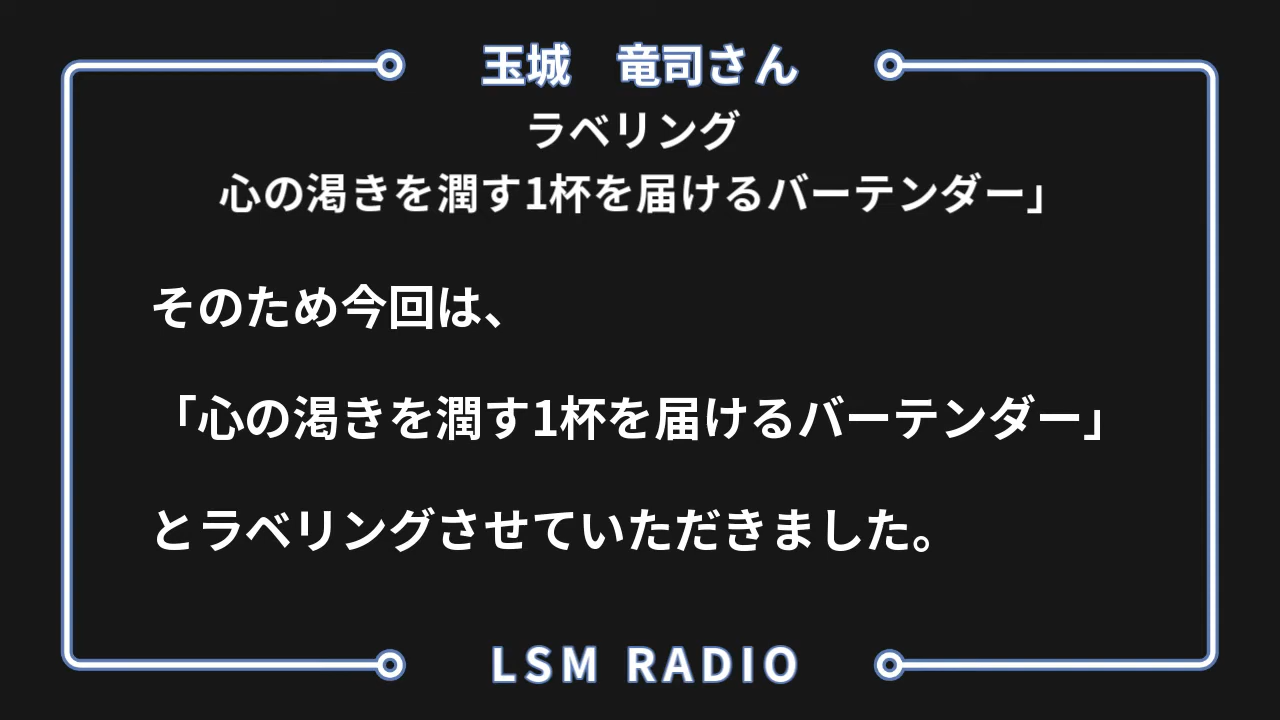 玉城　竜司さん
ラベリング
心の渇きを潤す1杯を届けるバーテンダー」
そのため今回は、
「心の渇きを潤す1杯を届けるバーテンダー」
とラベリングさせていただきました。
LSM RADIO